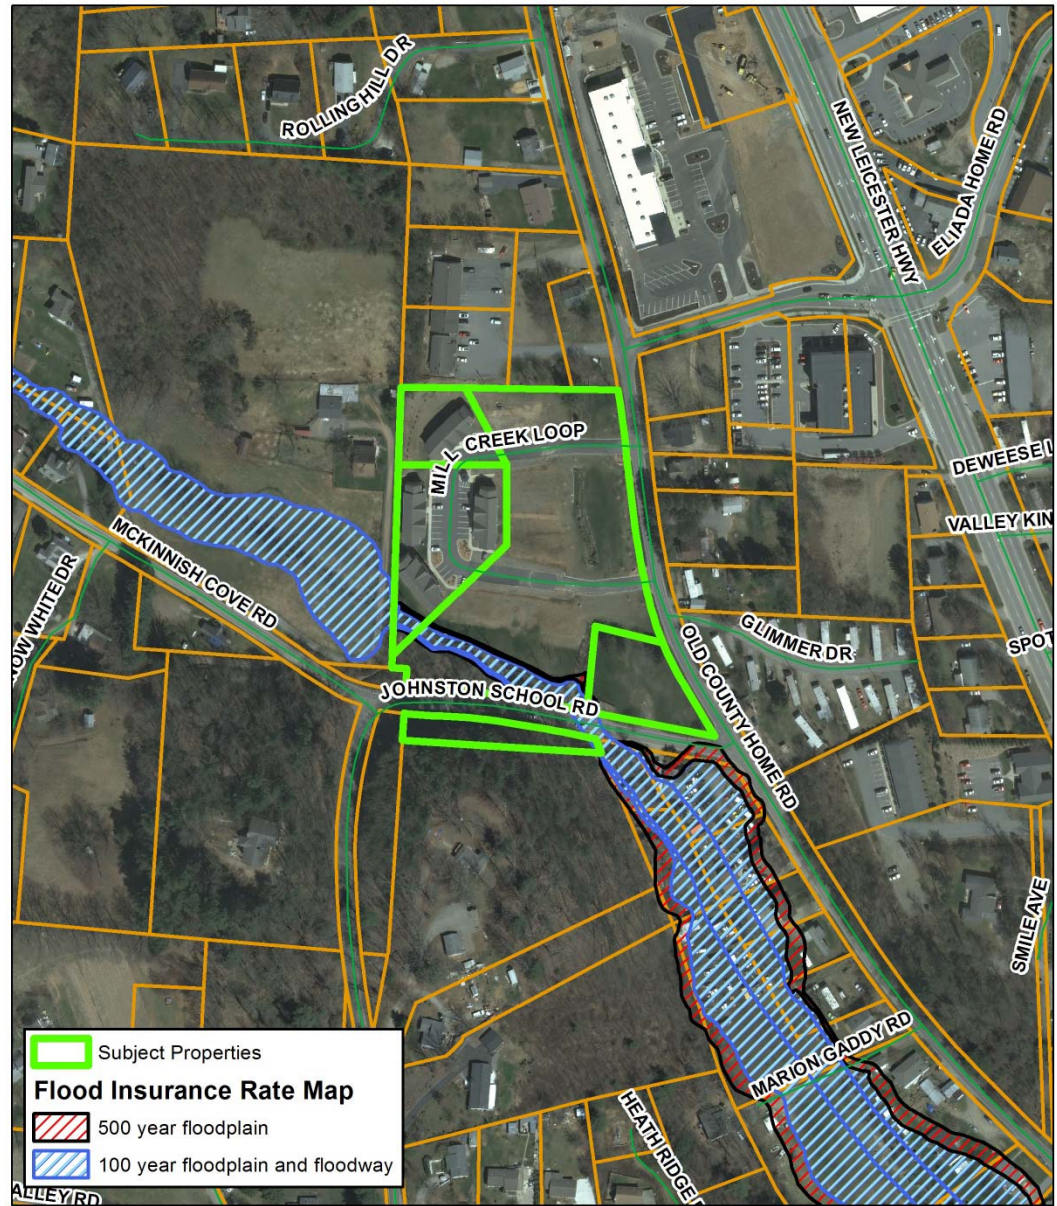 ROLLING HILL DR
NEW LEICESTER HWY
ELIADA HOME RD
MILL CREEK LOOP
DEWEESE L
VALLEY KIN
MCKINNISH COVE RD
OW WHITE DR
GLIMMER DR
SPOT
OLD COUNTY HOME RD
JOHNSTON SCHOOL RD
SMILE AVE
MARION GADDY RD
HEATH RIDGE
ALLEY RD
Subject Properties
Flood Insurance Rate Map
500 year floodplain
100 year floodplain and floodway